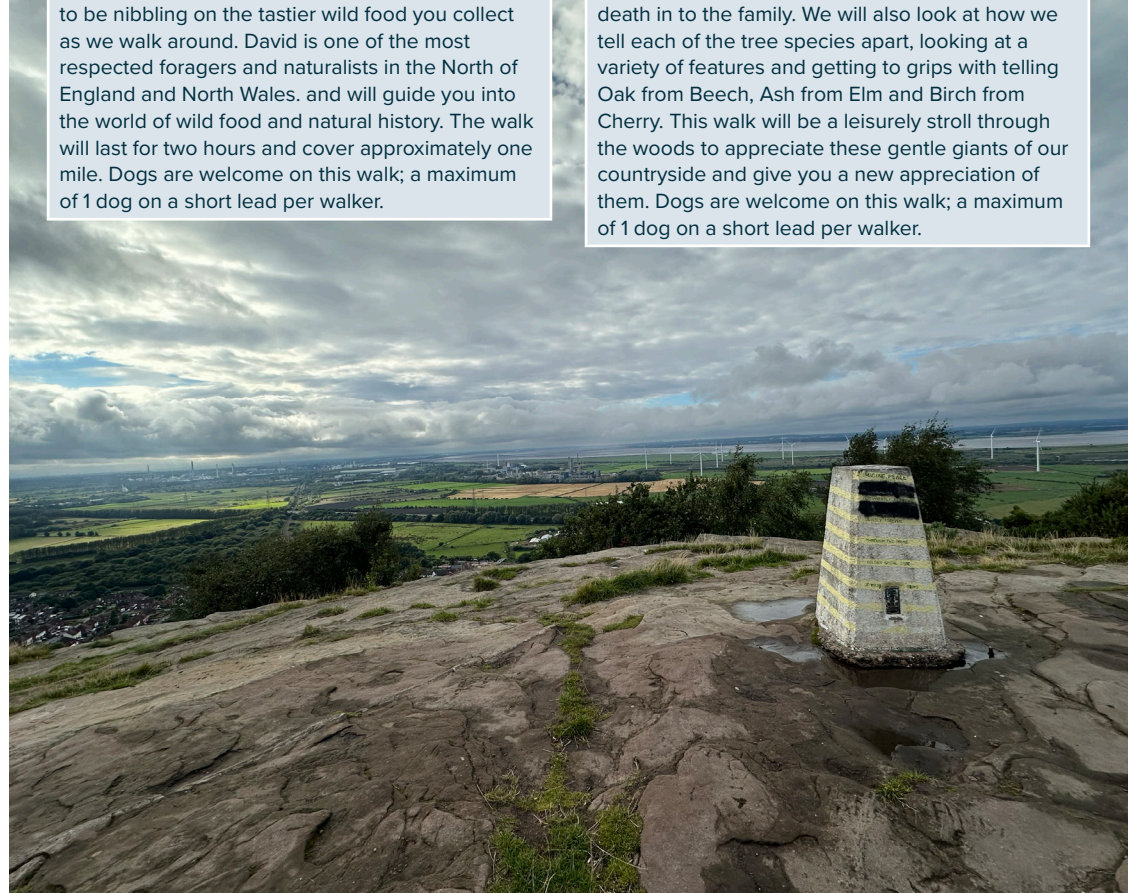 to be nibbling on the tastier wild food you collect
as we walk around. David is one of the most
respected foragers and naturalists in the North of
England and North Wales. and will guide you into
the world of wild food and natural history. The walk
will last for two hours and cover approximately one
mile. Dogs are welcome on this walk; a maximum
of 1 dog on a short lead per walker.
death in to the family. We will also look at how we
tell each of the tree species apart, looking at a
variety of features and getting to grips with telling
Oak from Beech, Ash from Elm and Birch from
Cherry. This walk will be a leisurely stroll through
the woods to appreciate these gentle giants of our
countryside and give you a new appreciation of
them. Dogs are welcome on this walk; a maximum
of 1 dog on a short lead per walker.